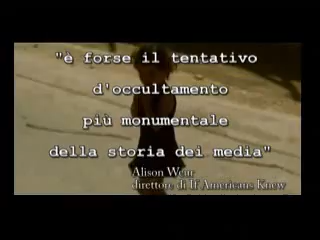 "è forse il tentativo
d'occultamento
più monumentale
della storia dei media"
Alison Weir
direttore di If Americans Knew